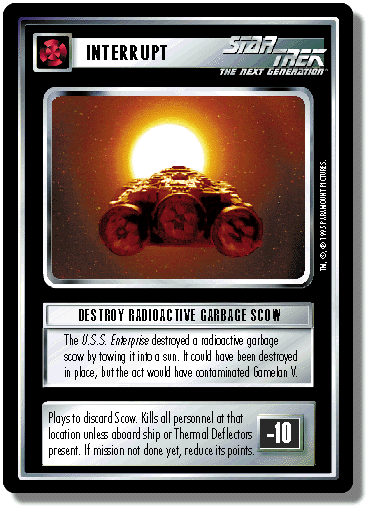 INTERRUPT
STAR TREK
THE NEXT GENERATION™
TM, ©, ® 1995 PARAMOUNT PICTURES.
DESTROY RADIOACTIVE GARBAGE SCOW
The U.S.S. Enterprise destroyed a radioactive garbage
scow by towing it into a sun. It could have been destroyed
in place, but the act would have contaminated Gamelan V.
Plays to discard Scow. Kills all personnel at that
location unless aboard ship or Thermal Deflectors
present. If mission not done yet, reduce its points.
-10